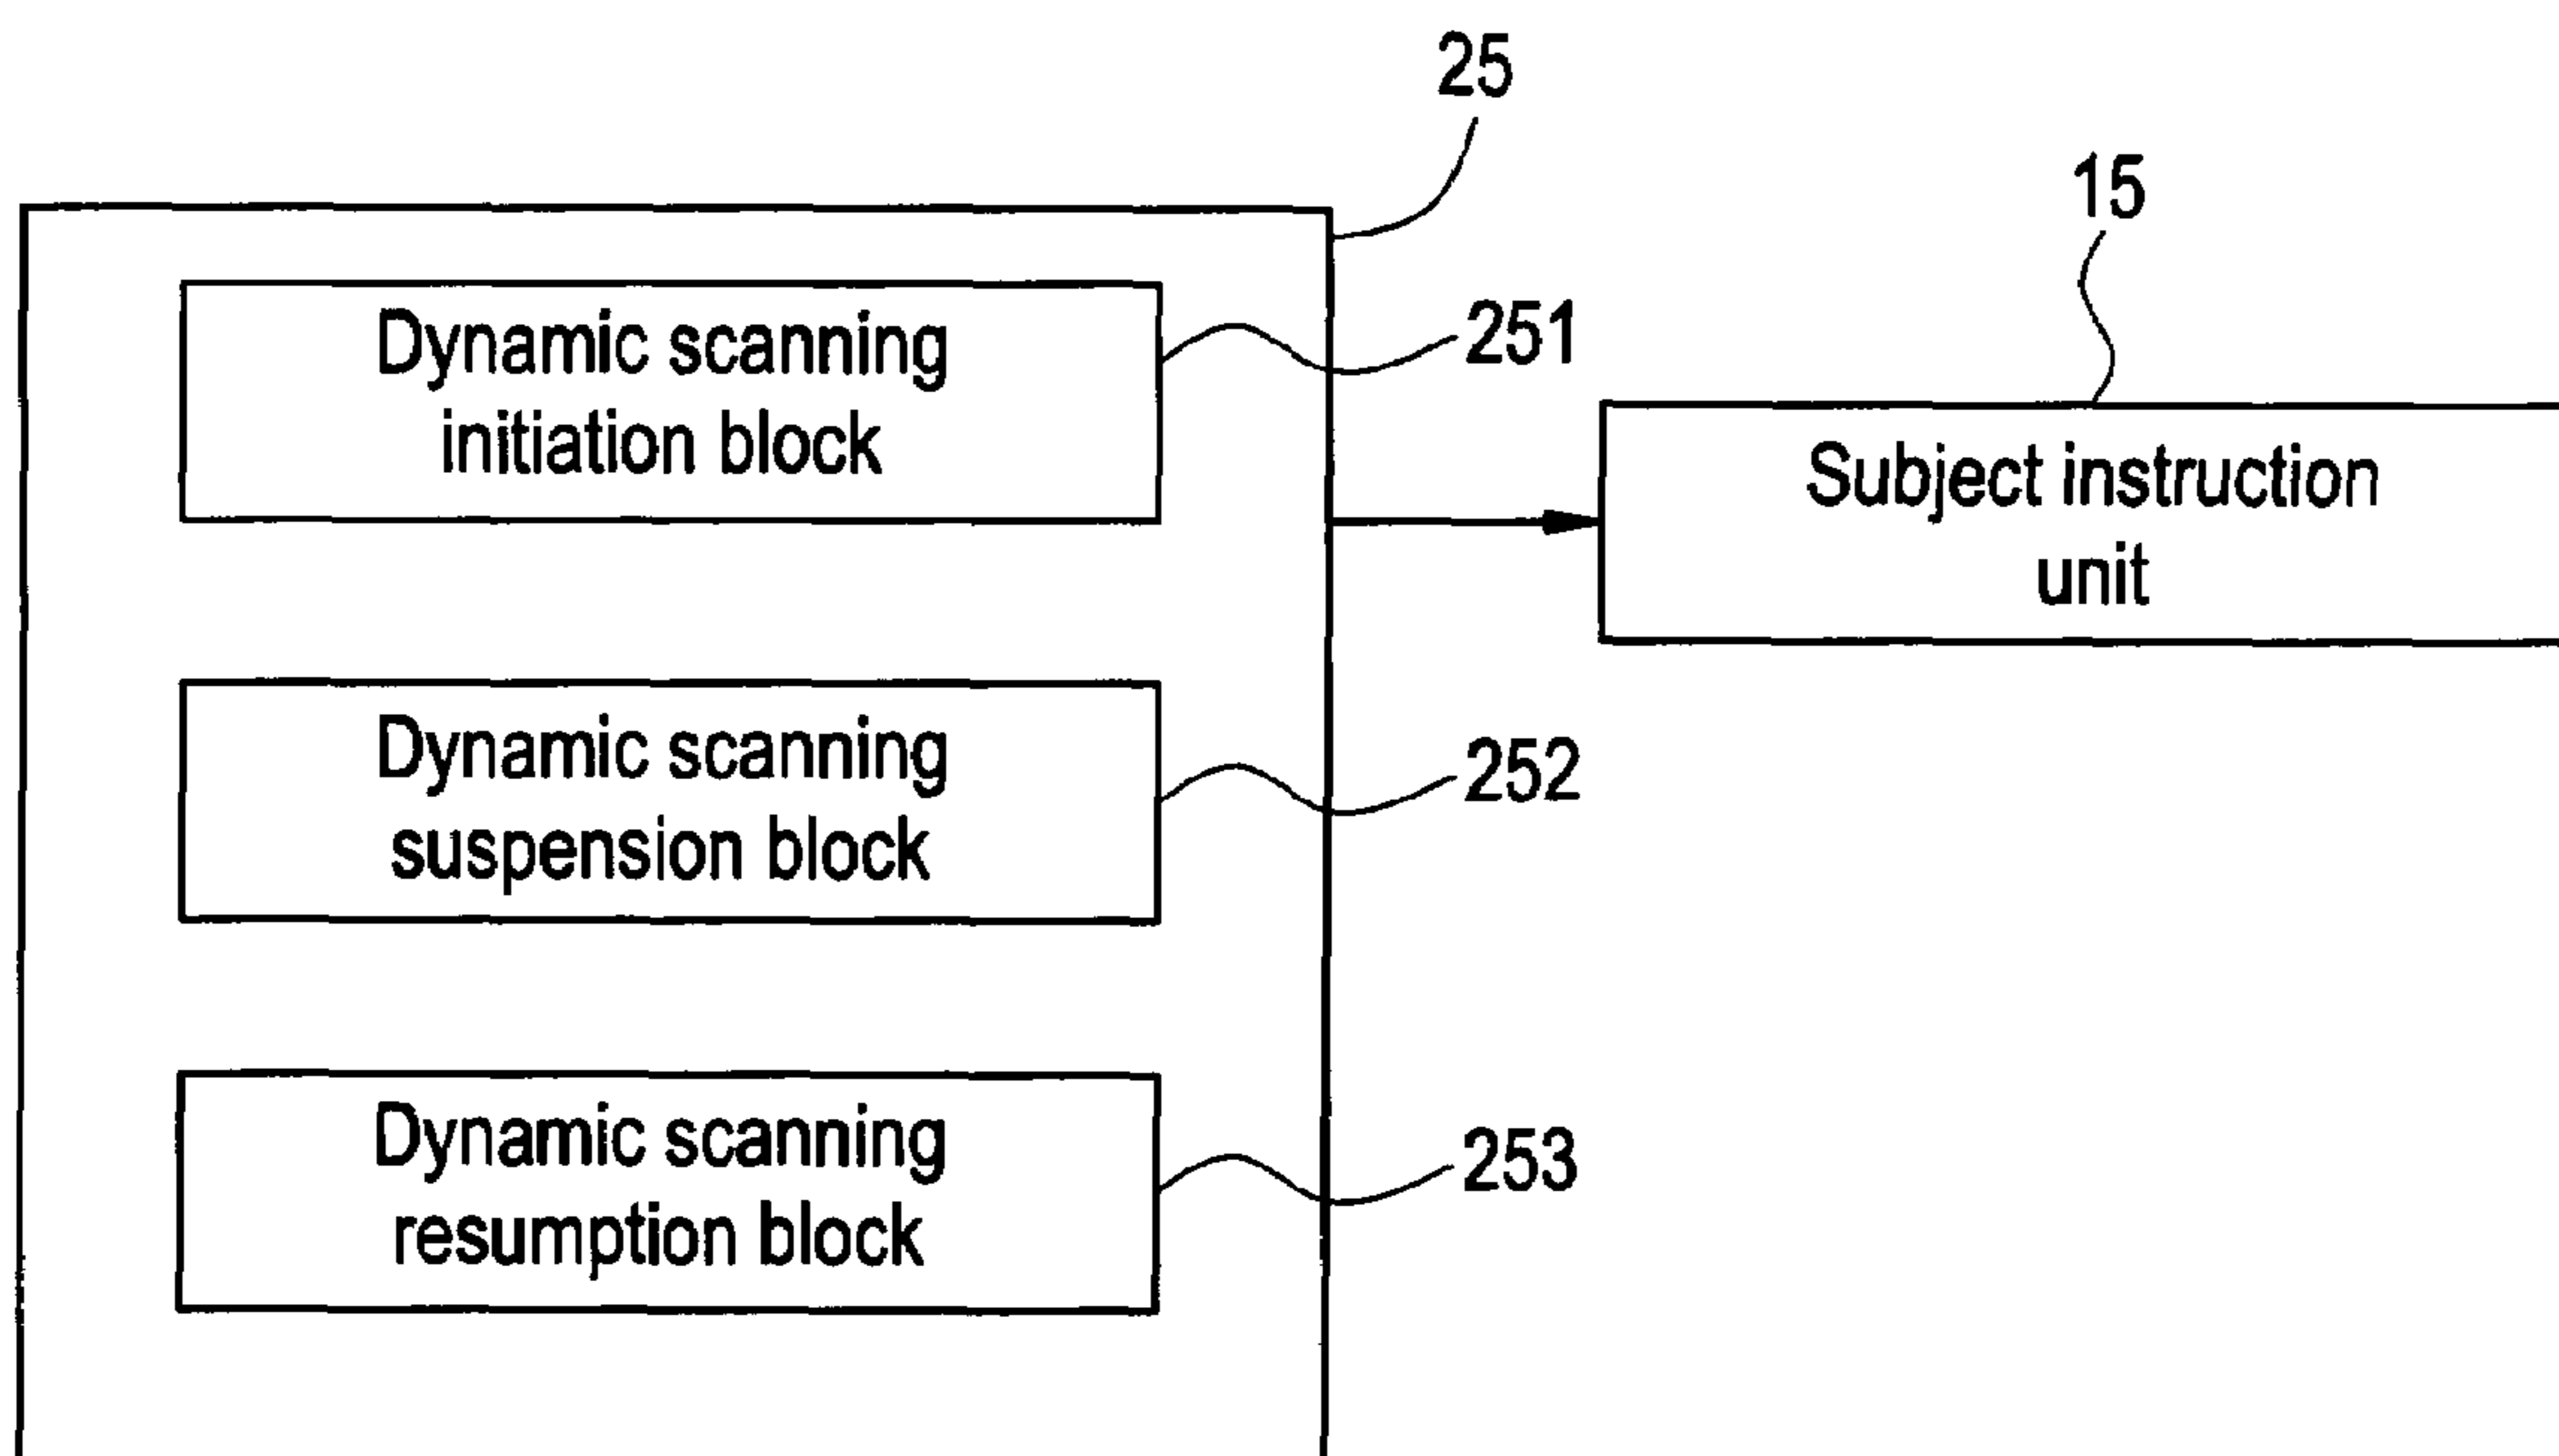 25
15
Dynamic scanning
initiation block
251
Subject instruction
unit
Dynamic scanning
suspension block
252
Dynamic scanning
resumption block
253